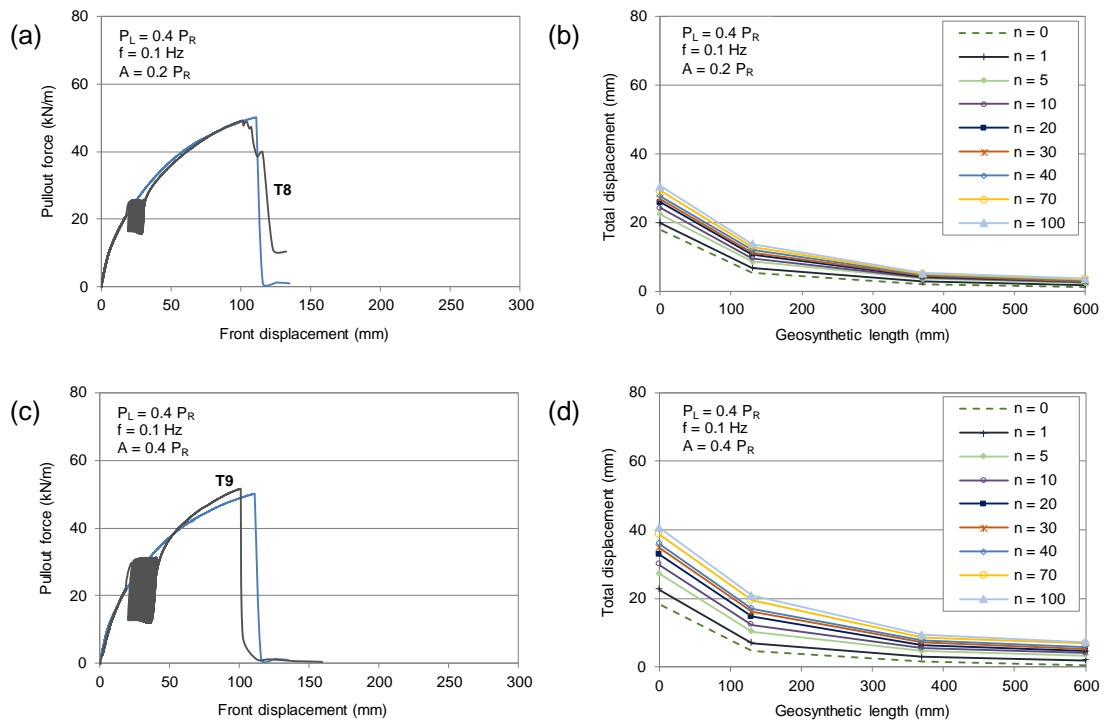 (a)
P_L = 0.4 P_R
f = 0.1 Hz
A = 0.2 P_R
T8
Pullout force (kN/m)
80
60
40
20
0
0 50 100 150 200 250 300
Front displacement (mm)
(b)
P_L = 0.4 P_R
f = 0.1 Hz
A = 0.2 P_R
n = 0
n = 1
n = 5
n = 10
n = 20
n = 30
n = 40
n = 70
n = 100
Total displacement (mm)
80
60
40
20
0
0 100 200 300 400 500 600
Geosynthetic length (mm)
(c)
P_L = 0.4 P_R
f = 0.1 Hz
A = 0.4 P_R
T9
Pullout force (kN/m)
80
60
40
20
0
0 50 100 150 200 250 300
Front displacement (mm)
(d)
P_L = 0.4 P_R
f = 0.1 Hz
A = 0.4 P_R
n = 0
n = 1
n = 5
n = 10
n = 20
n = 30
n = 40
n = 70
n = 100
Total displacement (mm)
80
60
40
20
0
0 100 200 300 400 500 600
Geosynthetic length (mm)